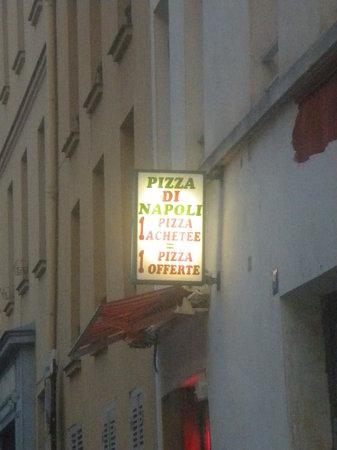 PIZZA
DI
NAPOLI
1 PIZZA
ACHETÉE
=
1 PIZZA
OFFERTE